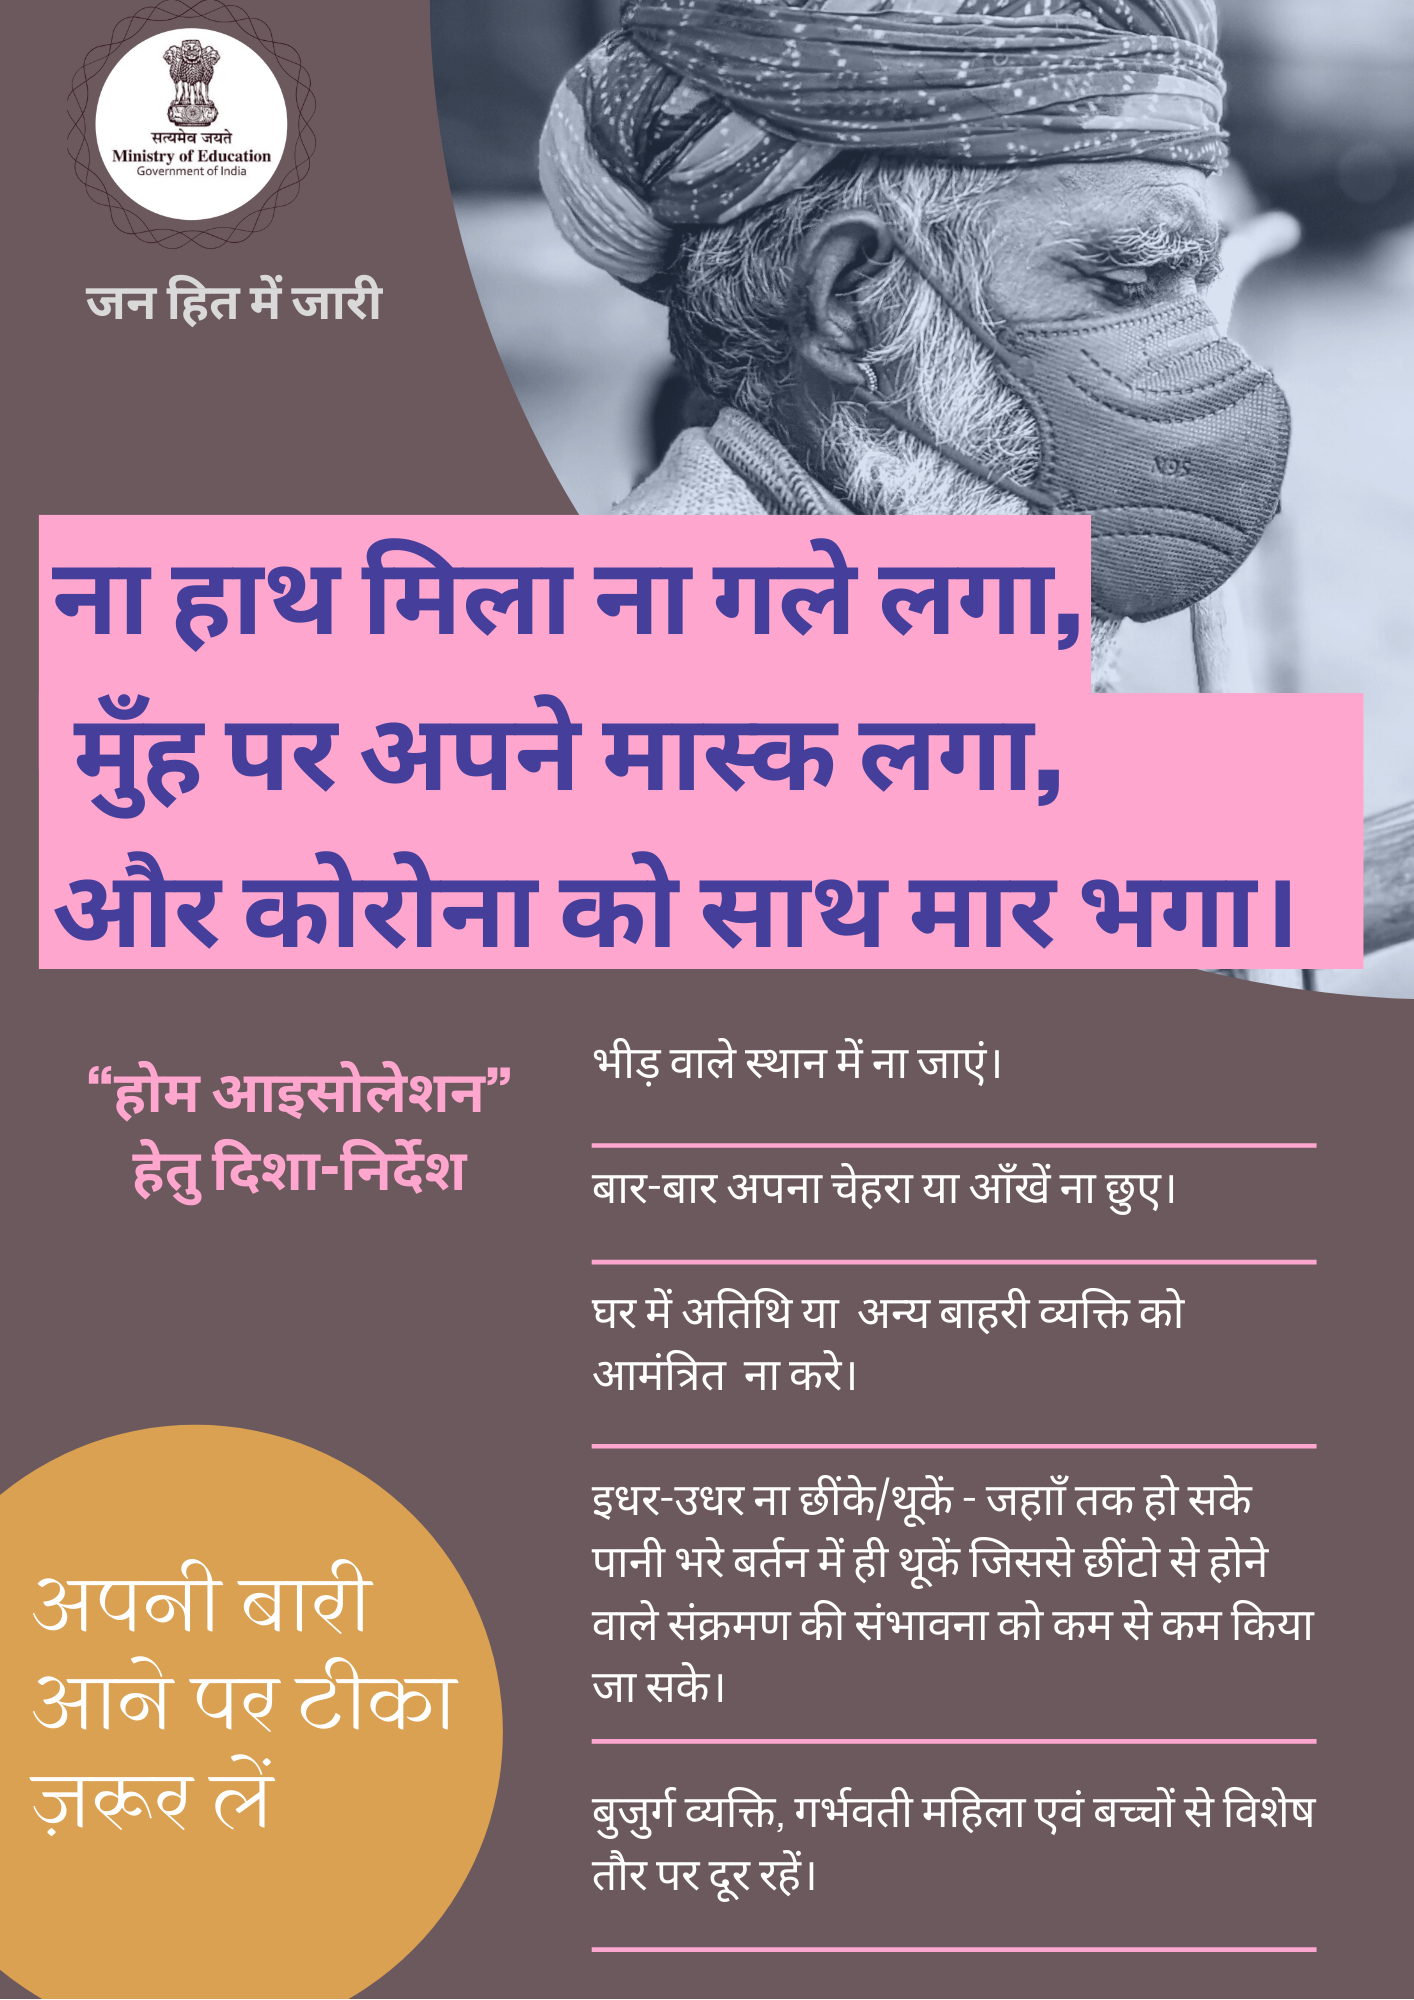 सत्यमेव जयते
Ministry of Education
Government of India
जन हित में जारी
ना हाथ मिला ना गले लगा,
मुँह पर अपने मास्क लगा,
और कोरोना को साथ मार भगा।
“होम आइसोलेशन”
हेतु दिशा-निर्देश
भीड़ वाले स्थान में ना जाएं।
बार-बार अपना चेहरा या आँखें ना छुए।
घर में अतिथि या अन्य बाहरी व्यक्ति को
आमंत्रित ना करे।
इधर-उधर ना छींके/थूकें - जहााँ तक हो सके
पानी भरे बर्तन में ही थूकें जिससे छींटो से होने
वाले संक्रमण की संभावना को कम से कम किया
जा सके।
बुजुर्ग व्यक्ति, गर्भवती महिला एवं बच्चों से विशेष
तौर पर दूर रहें।
अपनी बारी
आने पर टीका
ज़रूर लें